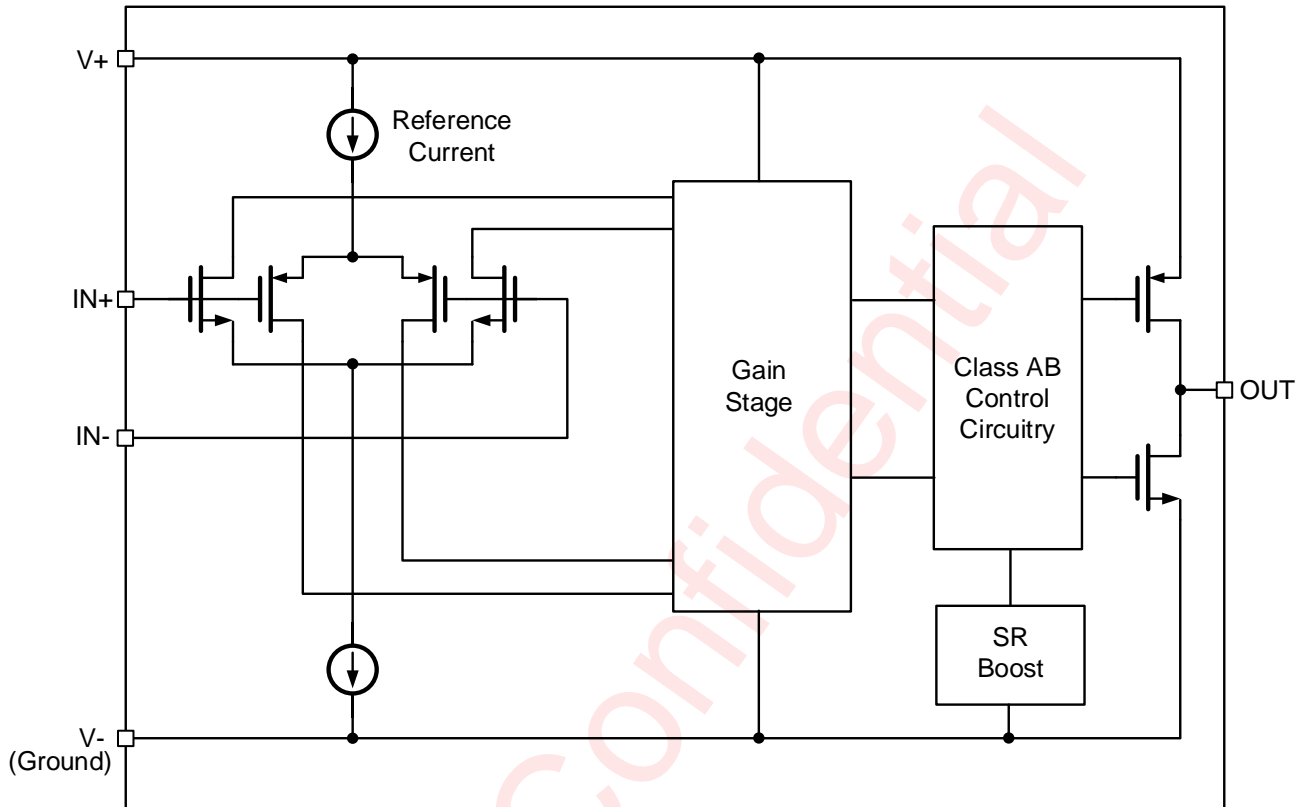 V+
Reference
Current
IN+
IN-
Gain
Stage
Class AB
Control
Circuitry
OUT
SR
Boost
V-
(Ground)
Confidential